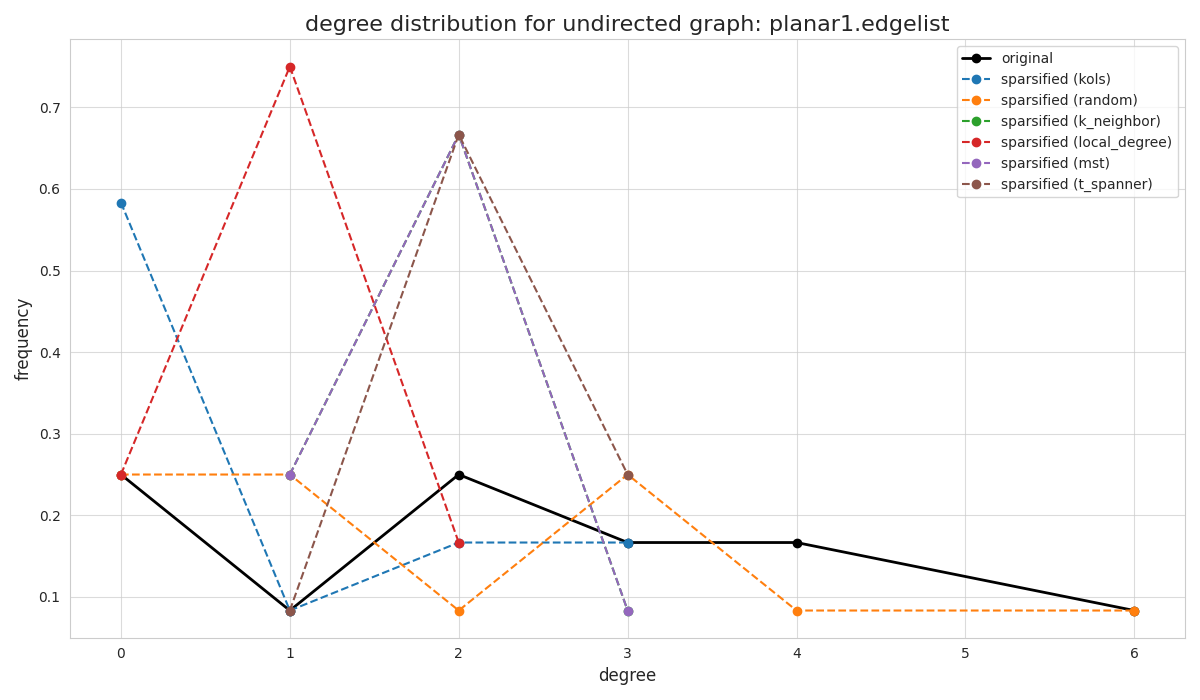 degree distribution for undirected graph: planar1.edgelist
original
sparsified (kols)
sparsified (random)
sparsified (k_neighbor)
sparsified (local_degree)
sparsified (mst)
sparsified (t_spanner)
frequency
0.7
0.6
0.5
0.4
0.3
0.2
0.1
0 1 2 3 4 5 6
degree